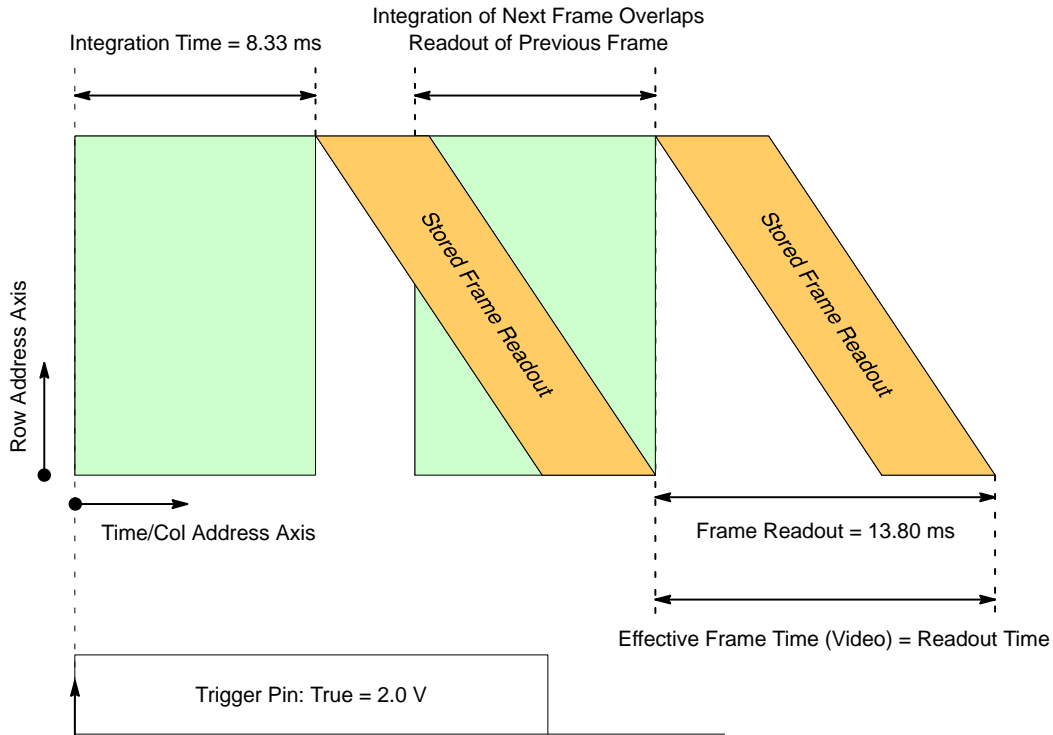 Integration of Next Frame Overlaps
Readout of Previous Frame
Integration Time = 8.33 ms
Stored Frame Readout
Stored Frame Readout
Row Address Axis
Time/Col Address Axis
Frame Readout = 13.80 ms
Effective Frame Time (Video) = Readout Time
Trigger Pin: True = 2.0 V